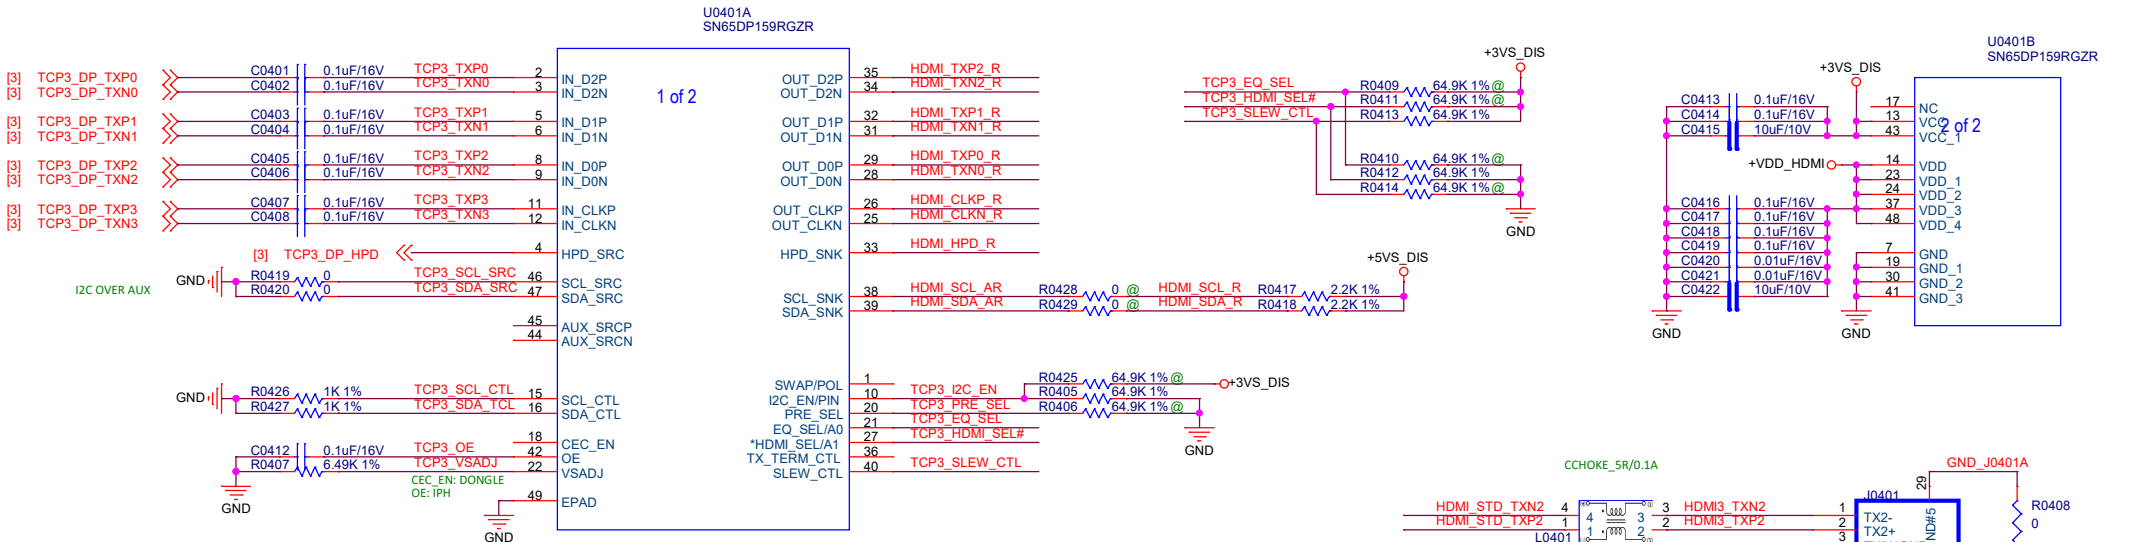 U0401A
SN65DP159RGZR
1 of 2
[3] TCP3_DP_TXP0 C0401 0.1uF/16V TCP3_TXP0 2 IN_D2P
[3] TCP3_DP_TXN0 C0402 0.1uF/16V TCP3_TXN0 3 IN_D2N
[3] TCP3_DP_TXP1 C0403 0.1uF/16V TCP3_TXP1 5 IN_D1P
[3] TCP3_DP_TXN1 C0404 0.1uF/16V TCP3_TXN1 6 IN_D1N
[3] TCP3_DP_TXP2 C0405 0.1uF/16V TCP3_TXP2 8 IN_D0P
[3] TCP3_DP_TXN2 C0406 0.1uF/16V TCP3_TXN2 9 IN_D0N
[3] TCP3_DP_TXP3 C0407 0.1uF/16V TCP3_TXP3 11 IN_CLKP
[3] TCP3_DP_TXN3 C0408 0.1uF/16V TCP3_TXN3 12 IN_CLKN
[3] TCP3_DP_HPD 4 HPD_SRC
GND R0419 0 TCP3_SCL_SRC 46 SCL_SRC
R0420 0 TCP3_SDA_SRC 47 SDA_SRC
I2C OVER AUX
45 AUX_SRCP
44 AUX_SRCN
GND R0426 1K 1% TCP3_SCL_CTL 15 SCL_CTL
R0427 1K 1% TCP3_SDA_TCL 16 SDA_CTL
18 CEC_EN
C0412 0.1uF/16V TCP3_OE 42 OE
R0407 6.49K 1% TCP3_VSADJ 22 VSADJ
CEC_EN: DONGLE
OE: IPH
GND
49 EPAD
GND
OUT_D2P 35 HDMI_TXP2_R
OUT_D2N 34 HDMI_TXN2_R
OUT_D1P 32 HDMI_TXP1_R
OUT_D1N 31 HDMI_TXN1_R
OUT_D0P 29 HDMI_TXP0_R
OUT_D0N 28 HDMI_TXN0_R
OUT_CLKP 26 HDMI_CLKP_R
OUT_CLKN 25 HDMI_CLKN_R
HPD_SNK 33 HDMI_HPD_R
+5VS_DIS
SCL_SNK 38 HDMI_SCL_AR R0428 0 @ HDMI_SCL_R R0417 2.2K 1%
SDA_SNK 39 HDMI_SDA_AR R0429 0 @ HDMI_SDA_R R0418 2.2K 1%
SWAP/POL 1 R0425 64.9K 1% @ +3VS_DIS
I2C_EN/PIN 10 TCP3_I2C_EN R0405 64.9K 1%
PRE_SEL 20 TCP3_PRE_SEL R0406 64.9K 1% @
EQ_SEL/A0 21 TCP3_EQ_SEL
*HDMI_SEL/A1 27 TCP3_HDMI_SEL#
TX_TERM_CTL 36
SLEW_CTL 40 TCP3_SLEW_CTL
GND
+3VS_DIS
TCP3_EQ_SEL R0409 64.9K 1% @
TCP3_HDMI_SEL# R0411 64.9K 1% @
TCP3_SLEW_CTL R0413 64.9K 1%
R0410 64.9K 1% @
R0412 64.9K 1%
R0414 64.9K 1% @
GND
U0401B
SN65DP159RGZR
+3VS_DIS
2 of 2
C0413 0.1uF/16V 17 NC
C0414 0.1uF/16V 13 VCC
C0415 10uF/10V 43 VCC_1
+VDD_HDMI 14 VDD
23 VDD_1
24 VDD_2
C0416 0.1uF/16V 37 VDD_3
C0417 0.1uF/16V 48 VDD_4
C0418 0.1uF/16V
C0419 0.1uF/16V 7 GND
C0420 0.01uF/16V 19 GND_1
C0421 0.01uF/16V 30 GND_2
C0422 10uF/10V 41 GND_3
GND GND
CCHOKE_5R/0.1A
GND_J0401A
29
HDMI_STD_TXN2 4 4 3 3 HDMI3_TXN2 1 TX2-
HDMI_STD_TXP2 1 1 2 2 HDMI3_TXP2 2 TX2+
L0401
J0401
3
ND#5
R0408
0